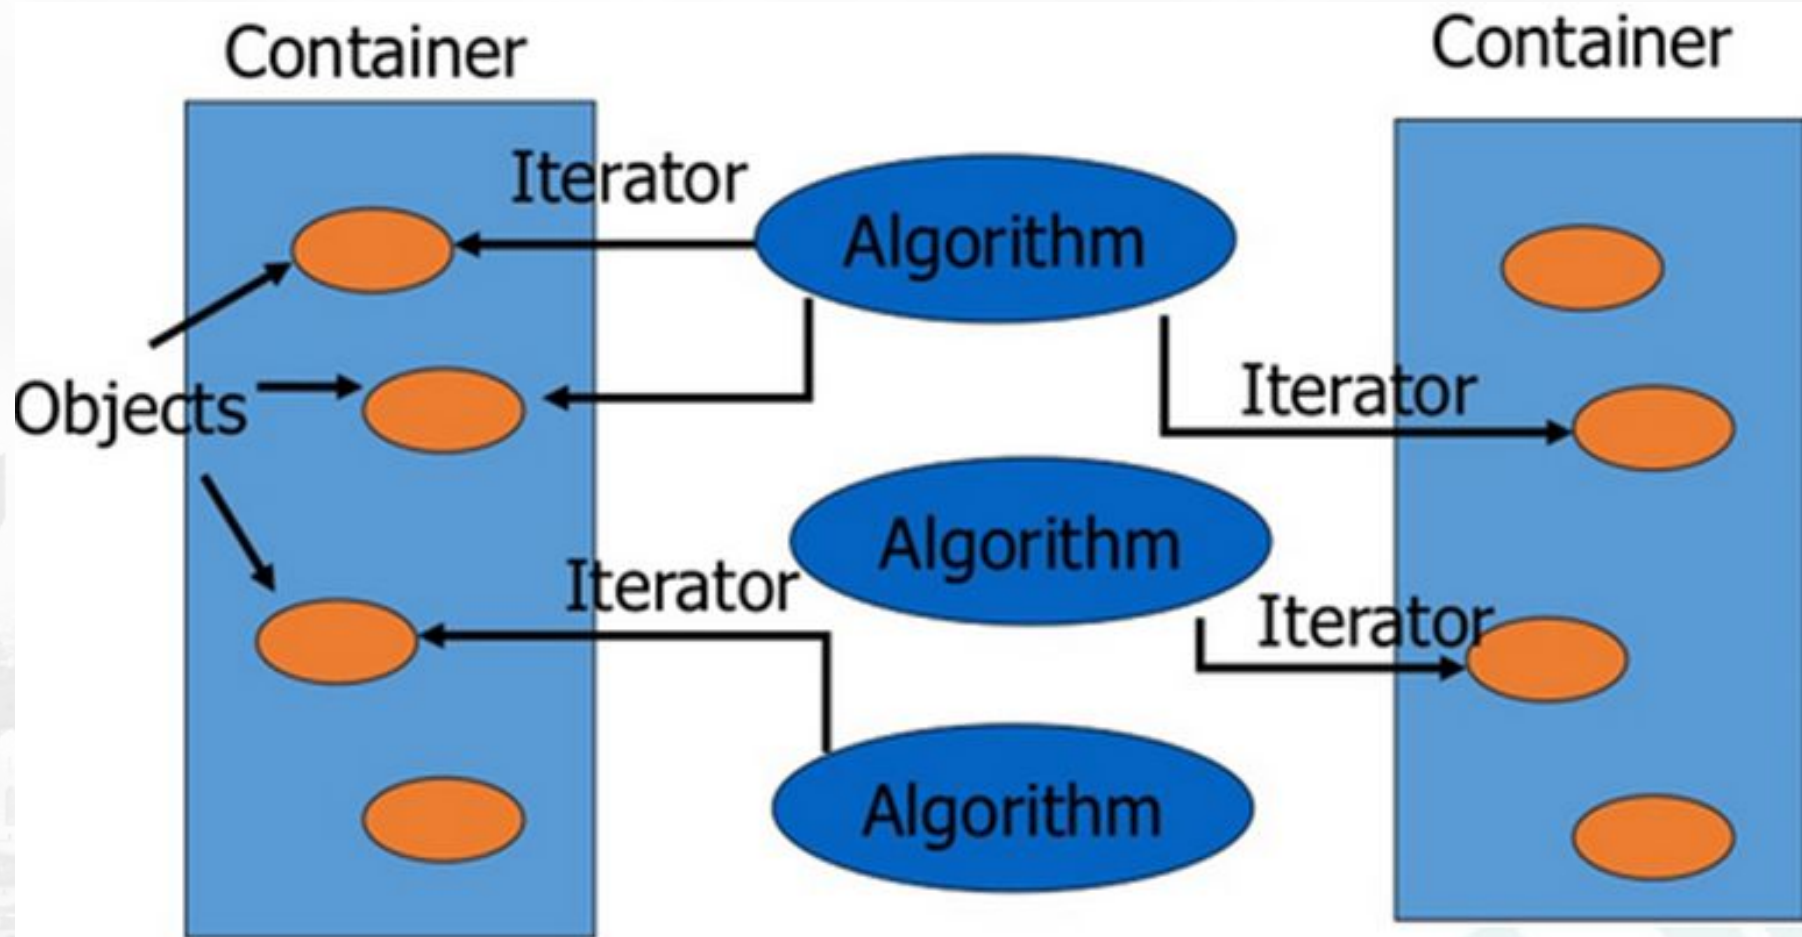 Container
Container
Iterator
Algorithm
Iterator
Objects
Algorithm
Iterator
Iterator
Algorithm